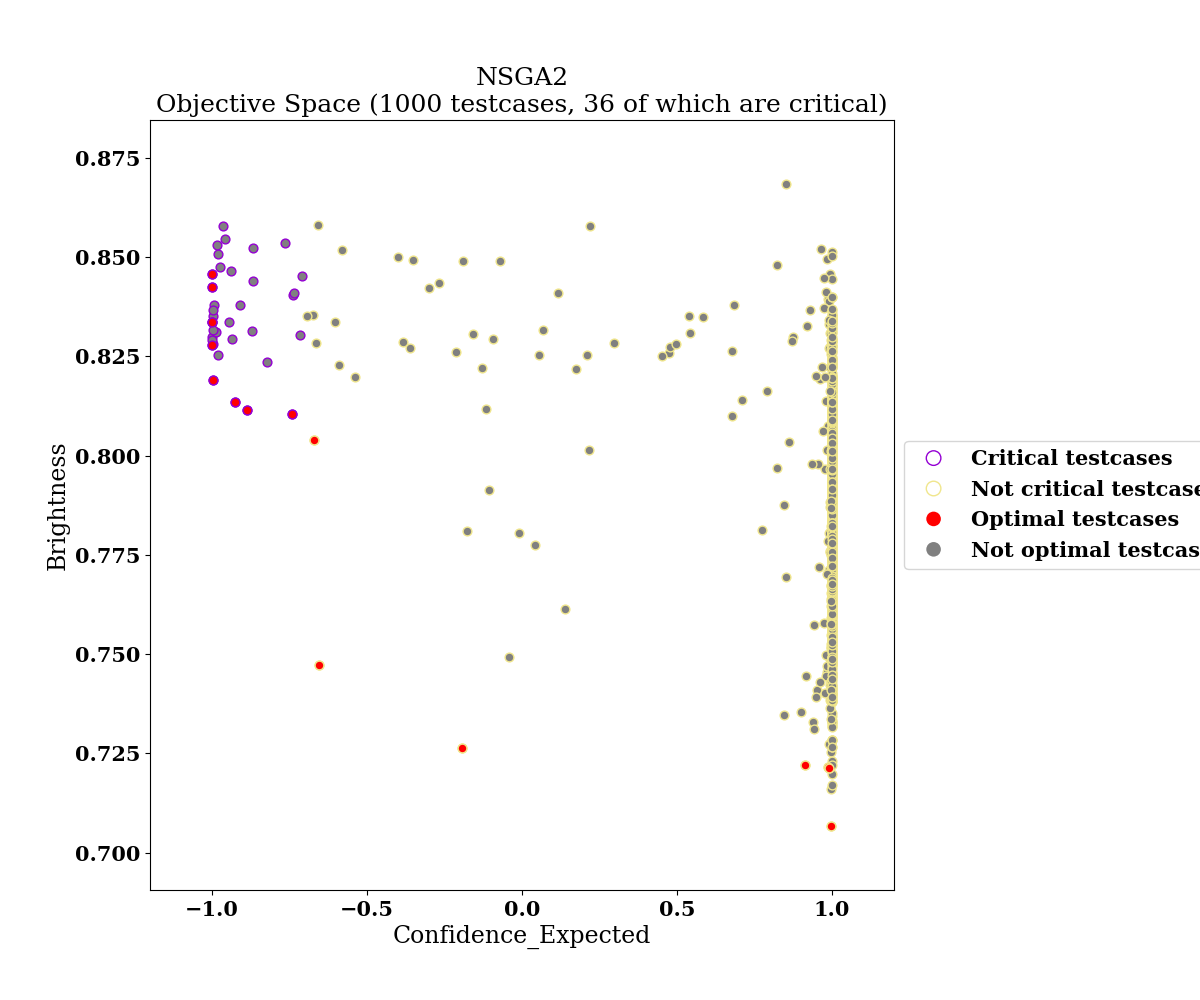 NSGA2
Objective Space (1000 testcases, 36 of which are critical)
0.875
0.850
0.825
0.800
0.775
0.750
0.725
0.700
Brightness
−1.0
−0.5
0.0
0.5
1.0
Confidence_Expected
Critical testcases
Not critical testcase
Optimal testcases
Not optimal testcas